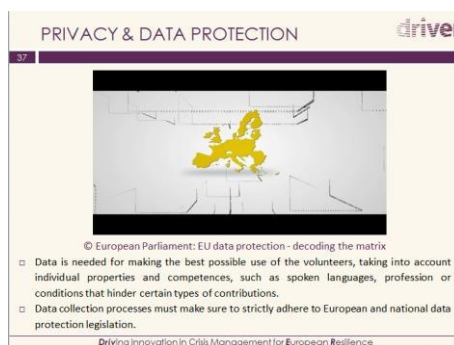 PRIVACY & DATA PROTECTION
driver
37
© European Parliament: EU data protection - decoding the matrix
Data is needed for making the best possible use of the volunteers, taking into account
individual properties and competences, such as spoken languages, profession or
conditions that hinder certain types of contributions.
Data collection processes must make sure to strictly adhere to European and national data
protection legislation.
Driving Innovation in Crisis Management for European Resilience